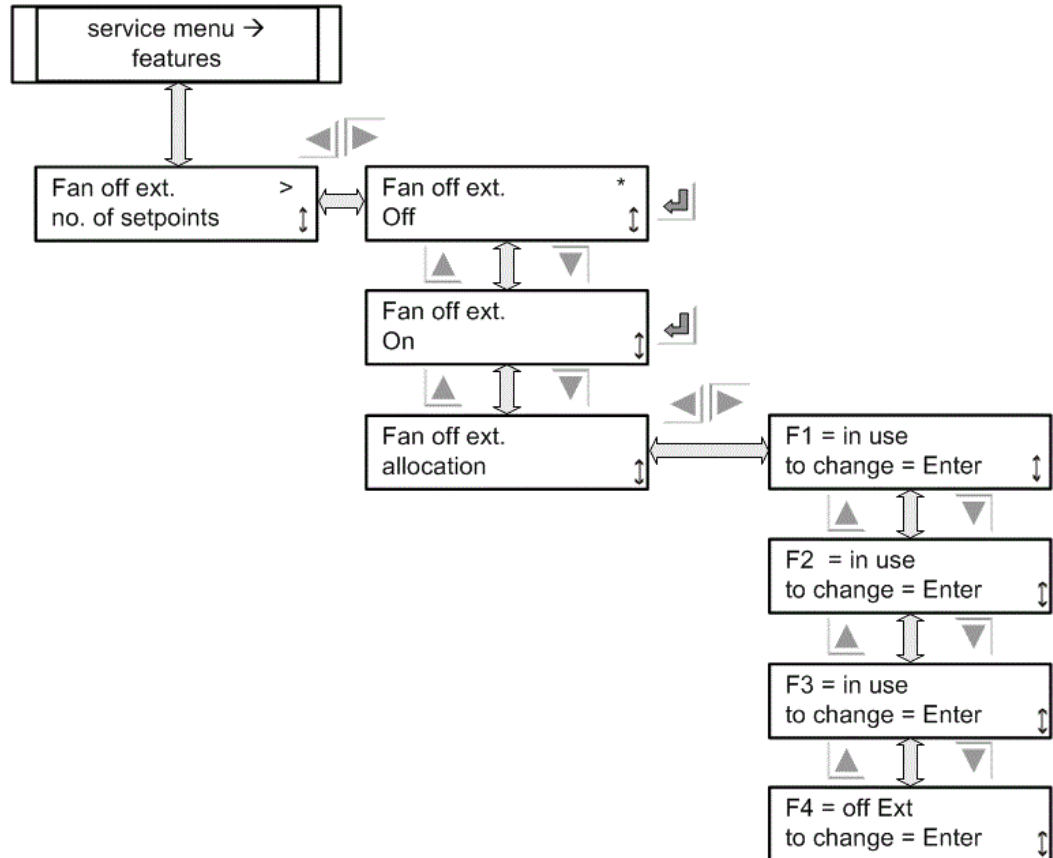 service menu →
features
Fan off ext. >
no. of setpoints ↕
Fan off ext. *
Off ↕
Fan off ext.
On ↕
Fan off ext.
allocation ↕
F1 = in use
to change = Enter ↕
F2 = in use
to change = Enter ↕
F3 = in use
to change = Enter ↕
F4 = off Ext
to change = Enter ↕